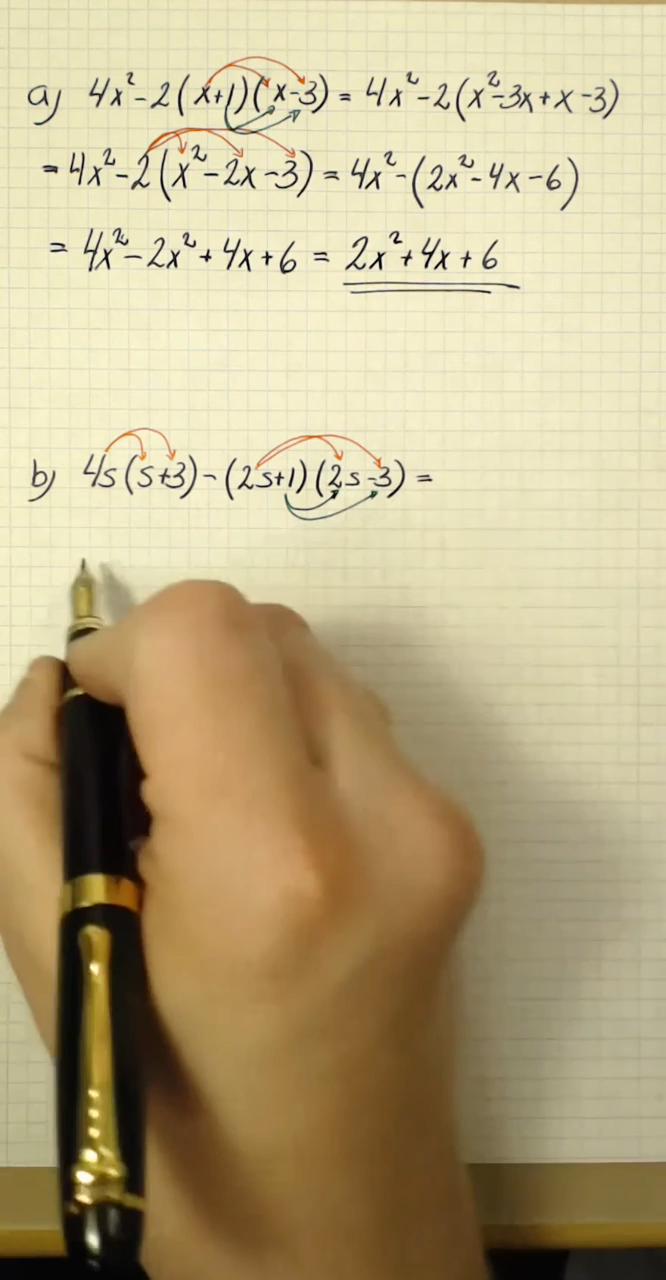 a) 4x² - 2(x+1)(x-3) = 4x² - 2(x²-3x+x-3)
= 4x² - 2(x² - 2x - 3) = 4x² - (2x² - 4x - 6)
= 4x² - 2x² + 4x + 6 = 2x² + 4x + 6
b) 4s(s+3) - (2s+1)(2s-3) =